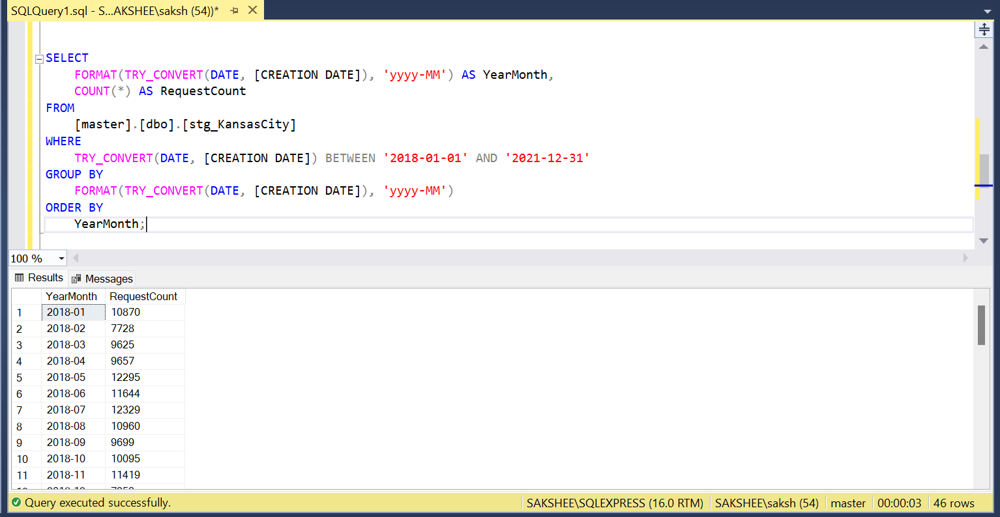 SQLQuery1.sql - S...AKSHEE\saksh (54))*
SELECT
FORMAT(TRY_CONVERT(DATE, [CREATION DATE]), 'yyyy-MM') AS YearMonth,
COUNT(*) AS RequestCount
FROM
[master].[dbo].[stg_KansasCity]
WHERE
TRY_CONVERT(DATE, [CREATION DATE]) BETWEEN '2018-01-01' AND '2021-12-31'
GROUP BY
FORMAT(TRY_CONVERT(DATE, [CREATION DATE]), 'yyyy-MM')
ORDER BY
YearMonth;
100 %
Results Messages
YearMonth RequestCount
1 2018-01 10870
2 2018-02 7728
3 2018-03 9625
4 2018-04 9657
5 2018-05 12295
6 2018-06 11644
7 2018-07 12329
8 2018-08 10960
9 2018-09 9699
10 2018-10 10095
11 2018-11 11419
Query executed successfully. SAKSHEE\SQLEXPRESS (16.0 RTM) SAKSHEE\saksh (54) master 00:00:03 46 rows